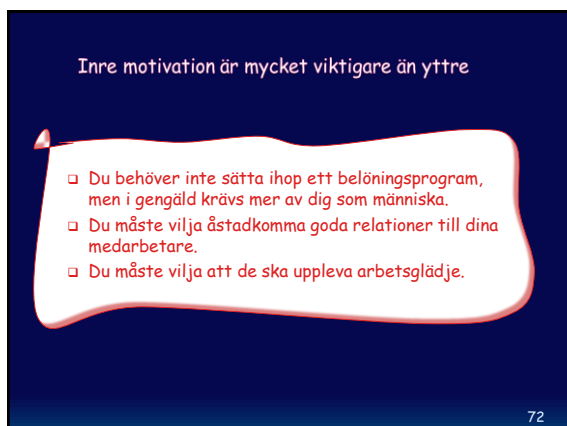 Inre motivation är mycket viktigare än yttre
❑ Du behöver inte sätta ihop ett belöningsprogram,
men i gengäld krävs mer av dig som människa.
❑ Du måste vilja åstadkomma goda relationer till dina
medarbetare.
❑ Du måste vilja att de ska uppleva arbetsglädje.
72